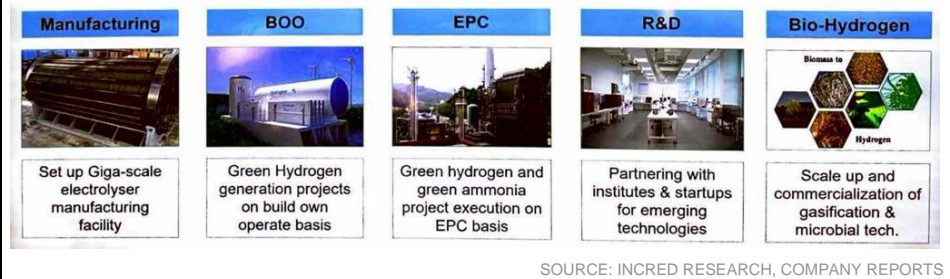 Manufacturing
BOO
EPC
R&D
Bio-Hydrogen
Biomass to
Hydrogen
Set up Giga-scale
electrolyser
manufacturing
facility
Green Hydrogen
generation projects
on build own
operate basis
Green hydrogen and
green ammonia
project execution on
EPC basis
Partnering with
institutes & startups
for emerging
technologies
Scale up and
commercialization of
gasification &
microbial tech.
SOURCE: INCRED RESEARCH, COMPANY REPORTS